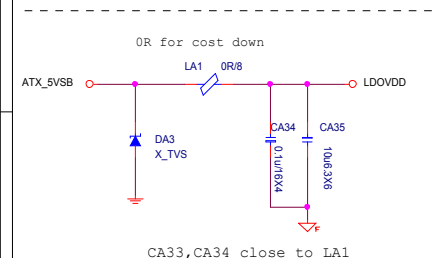 0R for cost down
LA1 0R/8
ATX_5VSB
LDOVDD
DA3
X_TVS
CA34
0.1u/16X4
CA35
10u6.3X6
F
CA33,CA34 close to LA1